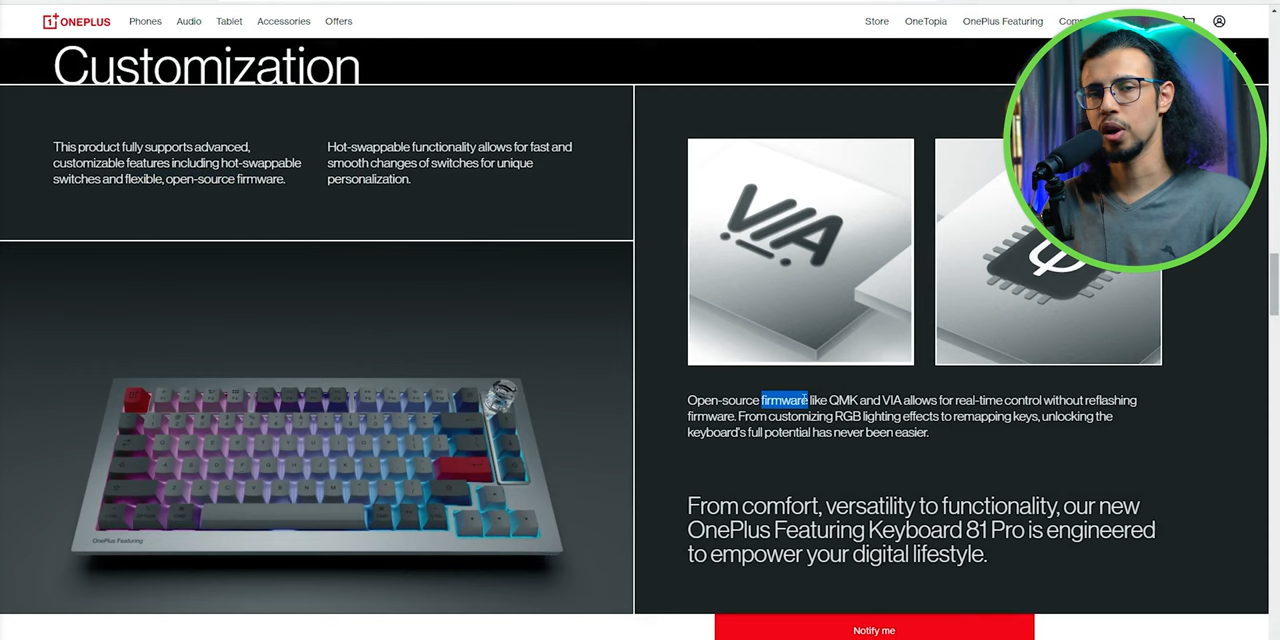 ONEPLUS
Phones Audio Tablet Accessories Offers
Store OneTopia OnePlus Featuring
Customization
This product fully supports advanced,
customizable features including hot-swappable
switches and flexible, open-source firmware.
Hot-swappable functionality allows for fast and
smooth changes of switches for unique
personalization.
VIA
Open-source firmware like QMK and VIA allows for real-time control without reflashing
firmware. From customizing RGB lighting effects to remapping keys, unlocking the
keyboard's full potential has never been easier.
From comfort, versatility to functionality, our new
OnePlus Featuring Keyboard 81 Pro is engineered
to empower your digital lifestyle.
OnePlus Featuring
Notify me